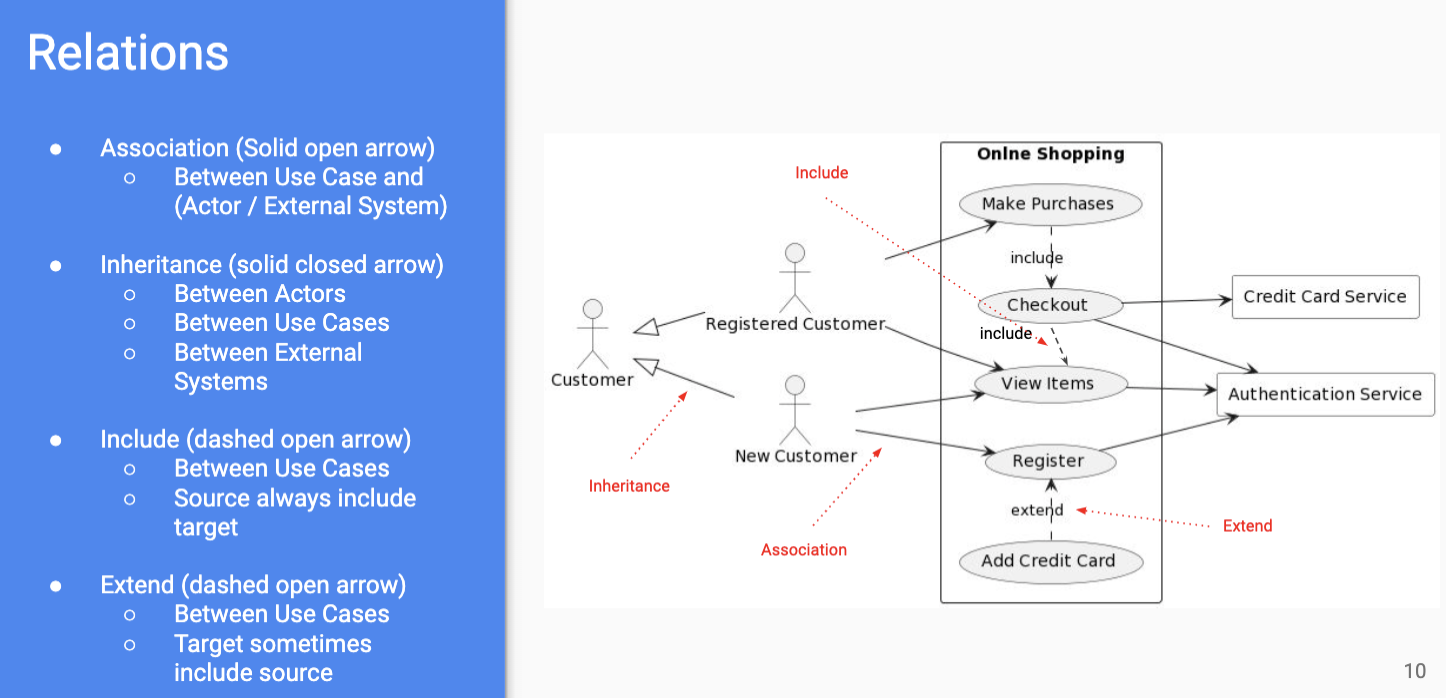 Relations
● Association (Solid open arrow)
○ Between Use Case and
(Actor / External System)
● Inheritance (solid closed arrow)
○ Between Actors
○ Between Use Cases
○ Between External
Systems
● Include (dashed open arrow)
○ Between Use Cases
○ Source always include
target
● Extend (dashed open arrow)
○ Between Use Cases
○ Target sometimes
include source
Onlne Shopping
Include
Make Purchases
include
Credit Card Service
Checkout
Registered Customer
include
Customer
View Items
Authentication Service
New Customer
Register
Inheritance
extend
Extend
Association
Add Credit Card
10